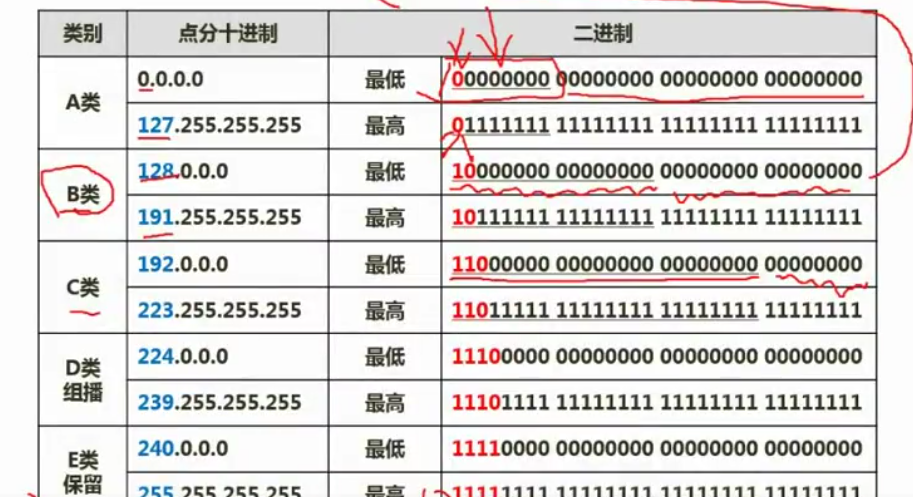 类别 点分十进制 二进制
A类 0.0.0.0 最低 00000000 00000000 00000000 00000000
127.255.255.255 最高 01111111 11111111 11111111 11111111
B类 128.0.0.0 最低 10000000 00000000 00000000 00000000
191.255.255.255 最高 10111111 11111111 11111111 11111111
C类 192.0.0.0 最低 11000000 00000000 00000000 00000000
223.255.255.255 最高 11011111 11111111 11111111 11111111
D类 组播 224.0.0.0 最低 11100000 00000000 00000000 00000000
239.255.255.255 最高 11101111 11111111 11111111 11111111
E类 保留 240.0.0.0 最低 11110000 00000000 00000000 00000000
255.255.255.255 最高 11111111 11111111 11111111 11111111